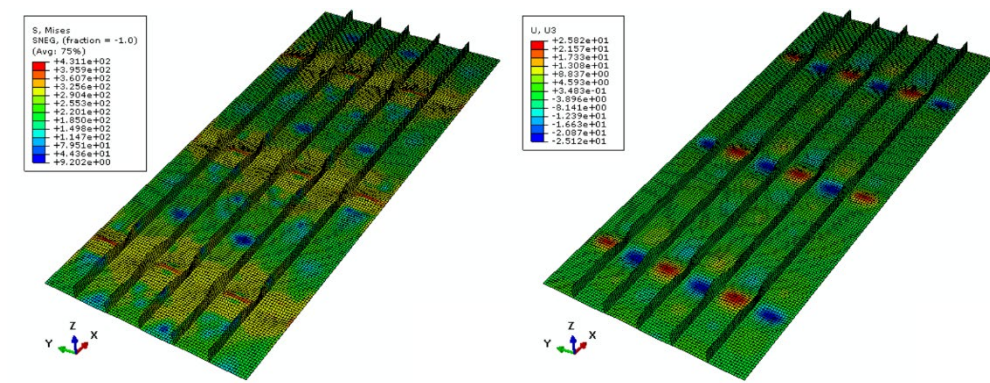 S, Mises
SNEG, (fraction = -1.0)
(Avg: 75%)
+4.311e+02
+3.959e+02
+3.607e+02
+3.256e+02
+2.904e+02
+2.553e+02
+2.201e+02
+1.850e+02
+1.498e+02
+1.147e+02
+7.951e+01
+4.436e+01
+9.202e+00
Z
Y
X
U, U3
+2.582e+01
+2.157e+01
+1.733e+01
+1.308e+01
+8.837e+00
+4.593e+00
+3.483e-01
-3.896e+00
-8.141e+00
-1.239e+01
-1.663e+01
-2.087e+01
-2.512e+01
Z
Y
X